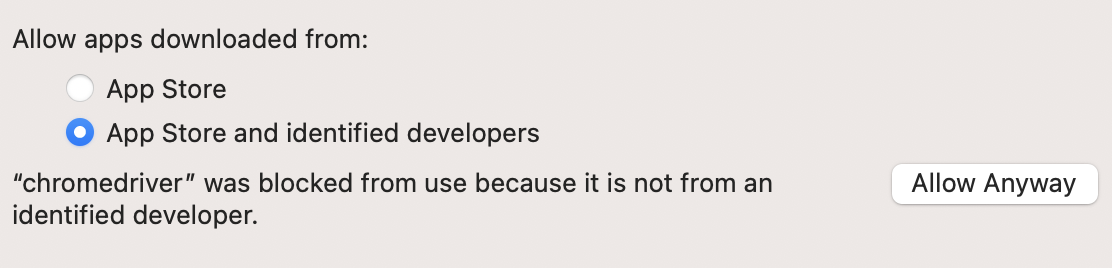 Allow apps downloaded from:
App Store
App Store and identified developers
“chromedriver” was blocked from use because it is not from an
identified developer.
Allow Anyway